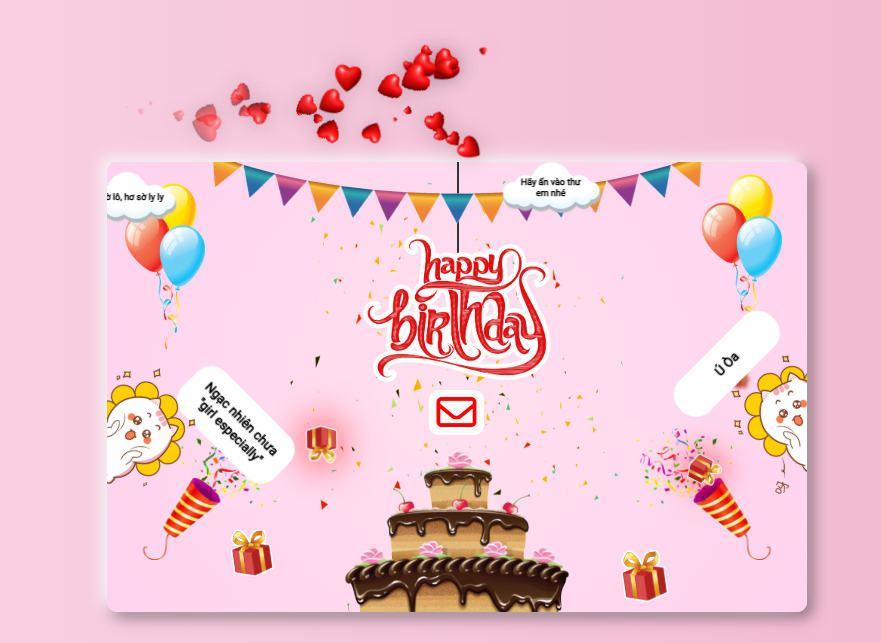 Hãy ấn vào thư
em nhé
lô, hơ sờ ly ly
happy
birthday
Ú Òa
Ngạc nhiên chưa
"girl especially"